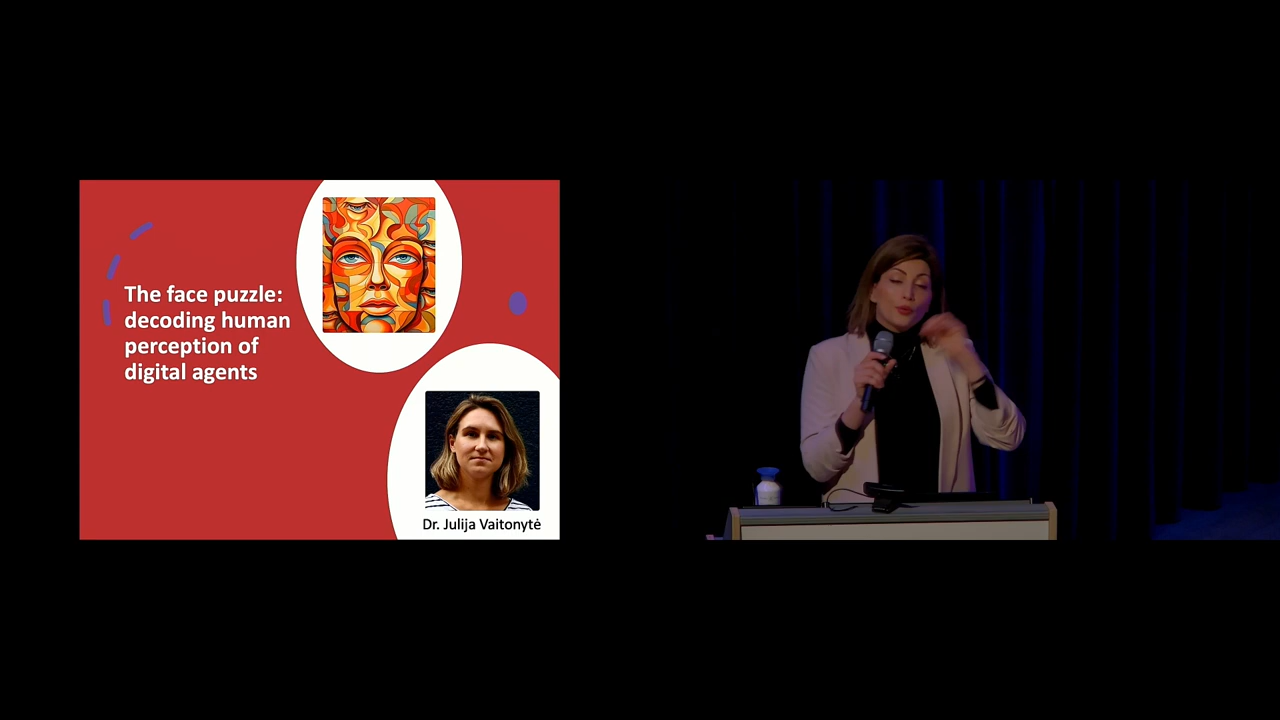 The face puzzle:
decoding human
perception of
digital agents
Dr. Julija Vaitonytė